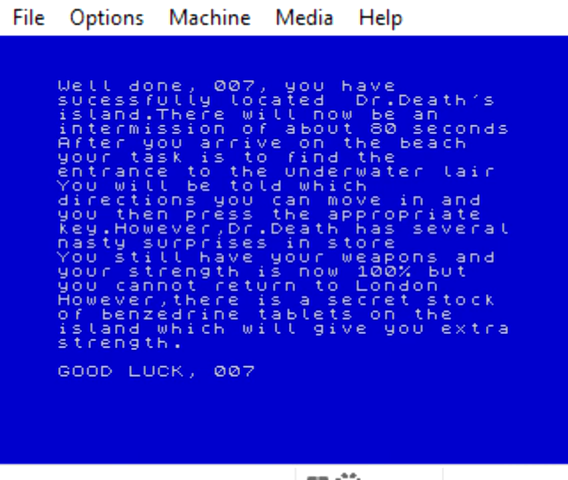 File Options Machine Media Help
Well done, 007, you have
sucessfully located  Dr.Death's
island.There will now be an
intermission of about 80 seconds
After you arrive on the beach
your task is to find the
entrance to the underwater lair
You will be told which
directions you can move in and
you then press the appropriate
key.However,Dr.Death has several
nasty surprises in store
You still have your weapons and
your strength is now 100% but
you cannot return to London
However,there is a secret stock
of benzedrine tablets on the
island which will give you extra
strength.
GOOD LUCK, 007